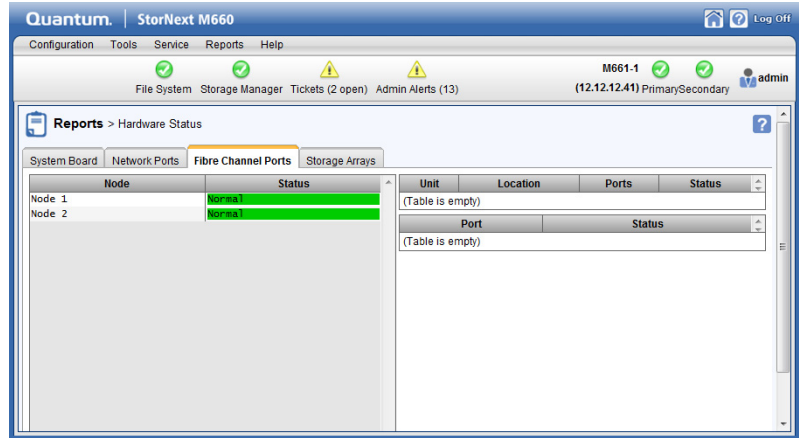 Quantum. StorNext M660 Log Off
Configuration Tools Service Reports Help
File System Storage Manager Tickets (2 open) Admin Alerts (13)
M661-1
(12.12.12.41) Primary Secondary
admin
Reports > Hardware Status
System Board Network Ports Fibre Channel Ports Storage Arrays
Node Status
Node 1 Normal
Node 2 Normal
Unit Location Ports Status
(Table is empty)
Port Status
(Table is empty)